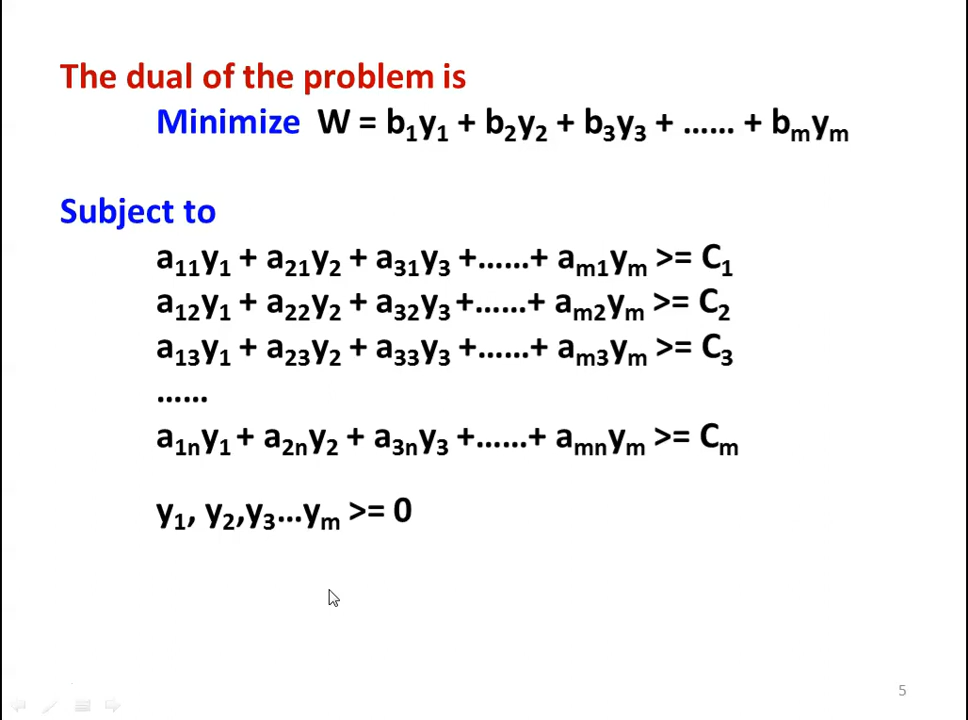 The dual of the problem is
Minimize W = b₁y₁ + b₂y₂ + b₃y₃ + ...... + bₘyₘ
Subject to
a₁₁y₁ + a₂₁y₂ + a₃₁y₃ +......+ aₘ₁yₘ >= C₁
a₁₂y₁ + a₂₂y₂ + a₃₂y₃ +......+ aₘ₂yₘ >= C₂
a₁₃y₁ + a₂₃y₂ + a₃₃y₃ +......+ aₘ₃yₘ >= C₃
......
a₁ₙy₁ + a₂ₙy₂ + a₃ₙy₃ +......+ aₘₙyₘ >= Cₘ
y₁, y₂,y₃...yₘ >= 0
5